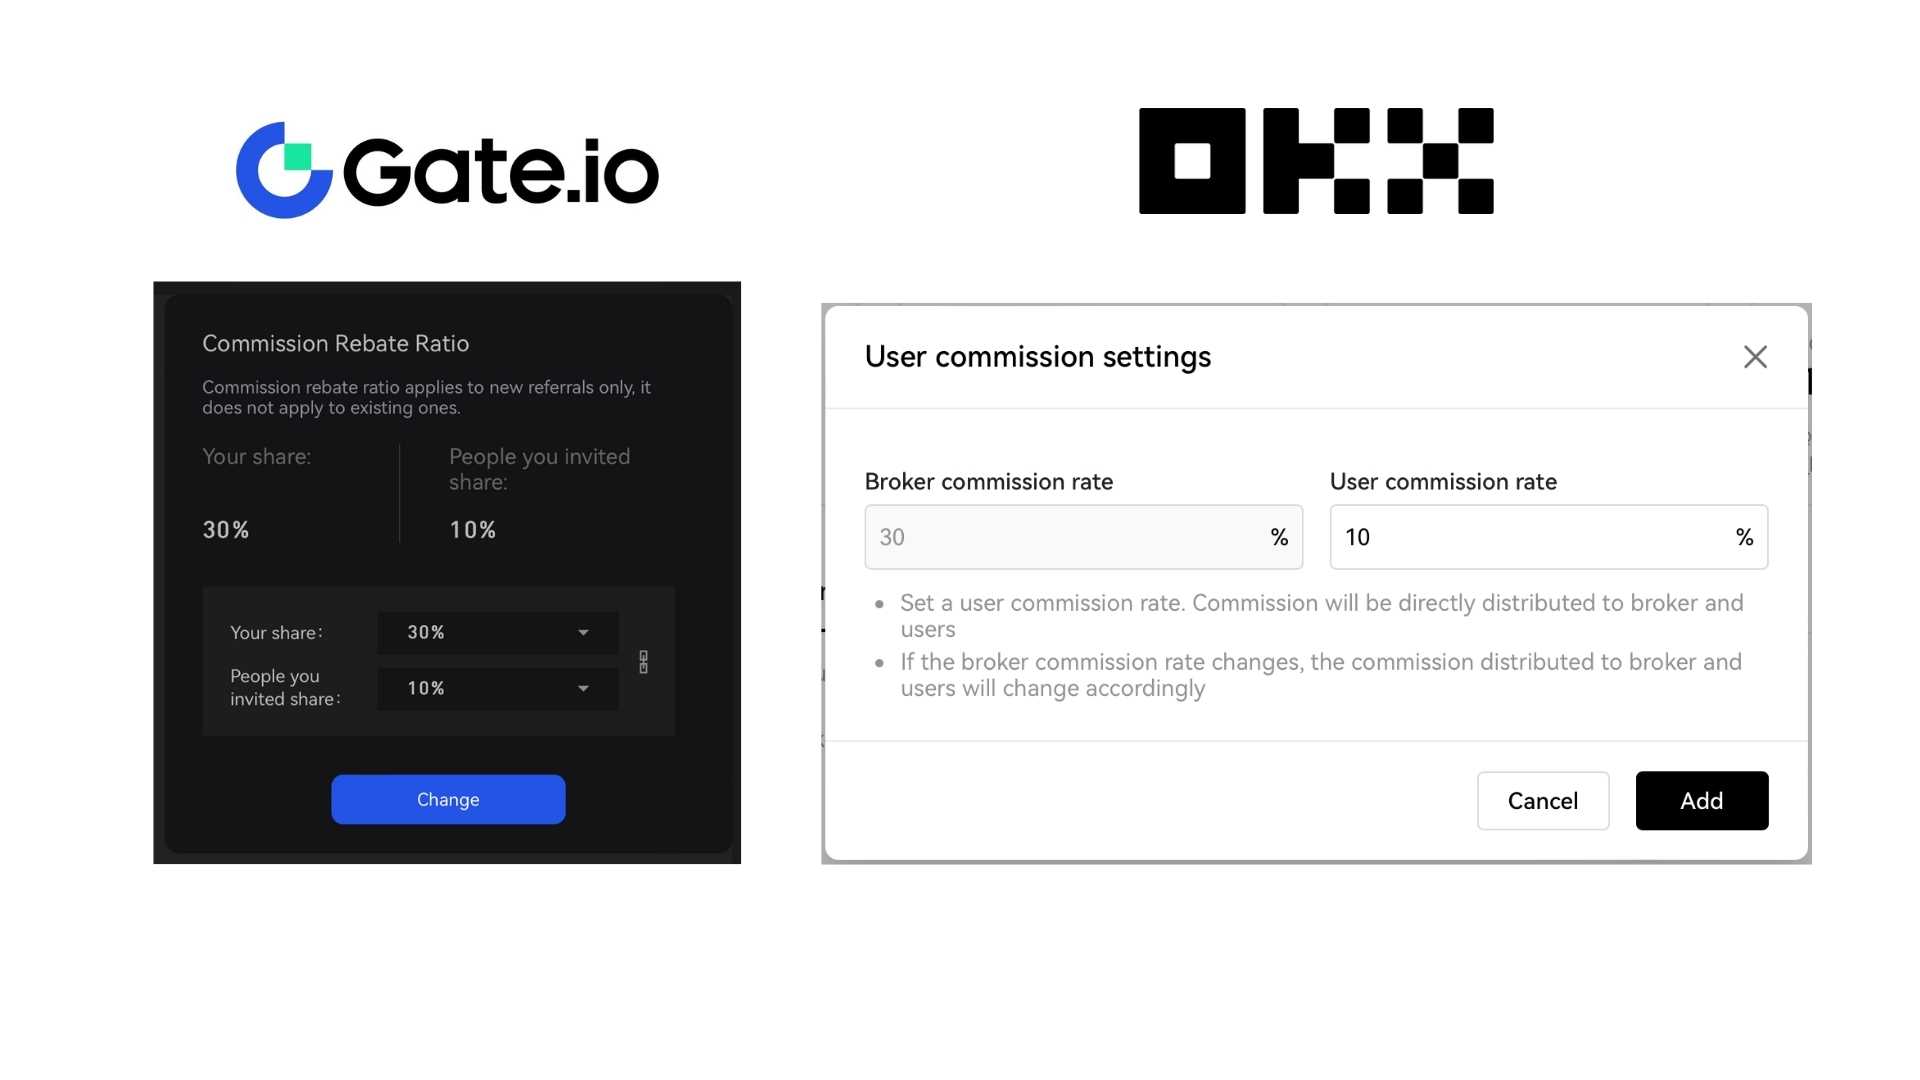 Gate.io
OKX
Commission Rebate Ratio
Commission rebate ratio applies to new referrals only, it
does not apply to existing ones.
Your share:
People you invited
share:
30%
10%
Your share:
30%
People you
invited share:
10%
Change
User commission settings
Broker commission rate
User commission rate
30
%
10
%
• Set a user commission rate. Commission will be directly distributed to broker and
users
• If the broker commission rate changes, the commission distributed to broker and
users will change accordingly
Cancel
Add